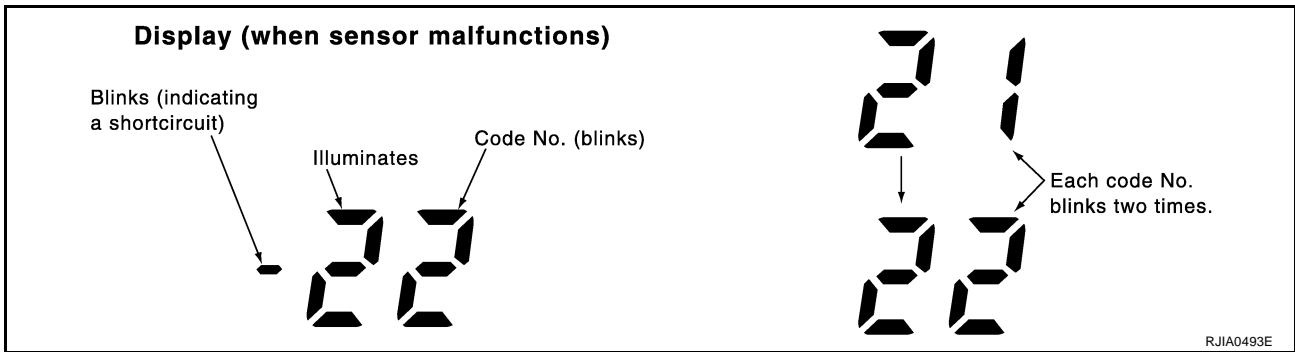 Display (when sensor malfunctions)
Blinks (indicating
a shortcircuit)
Illuminates
Code No. (blinks)
-22
21
22
Each code No.
blinks two times.
RJIA0493E